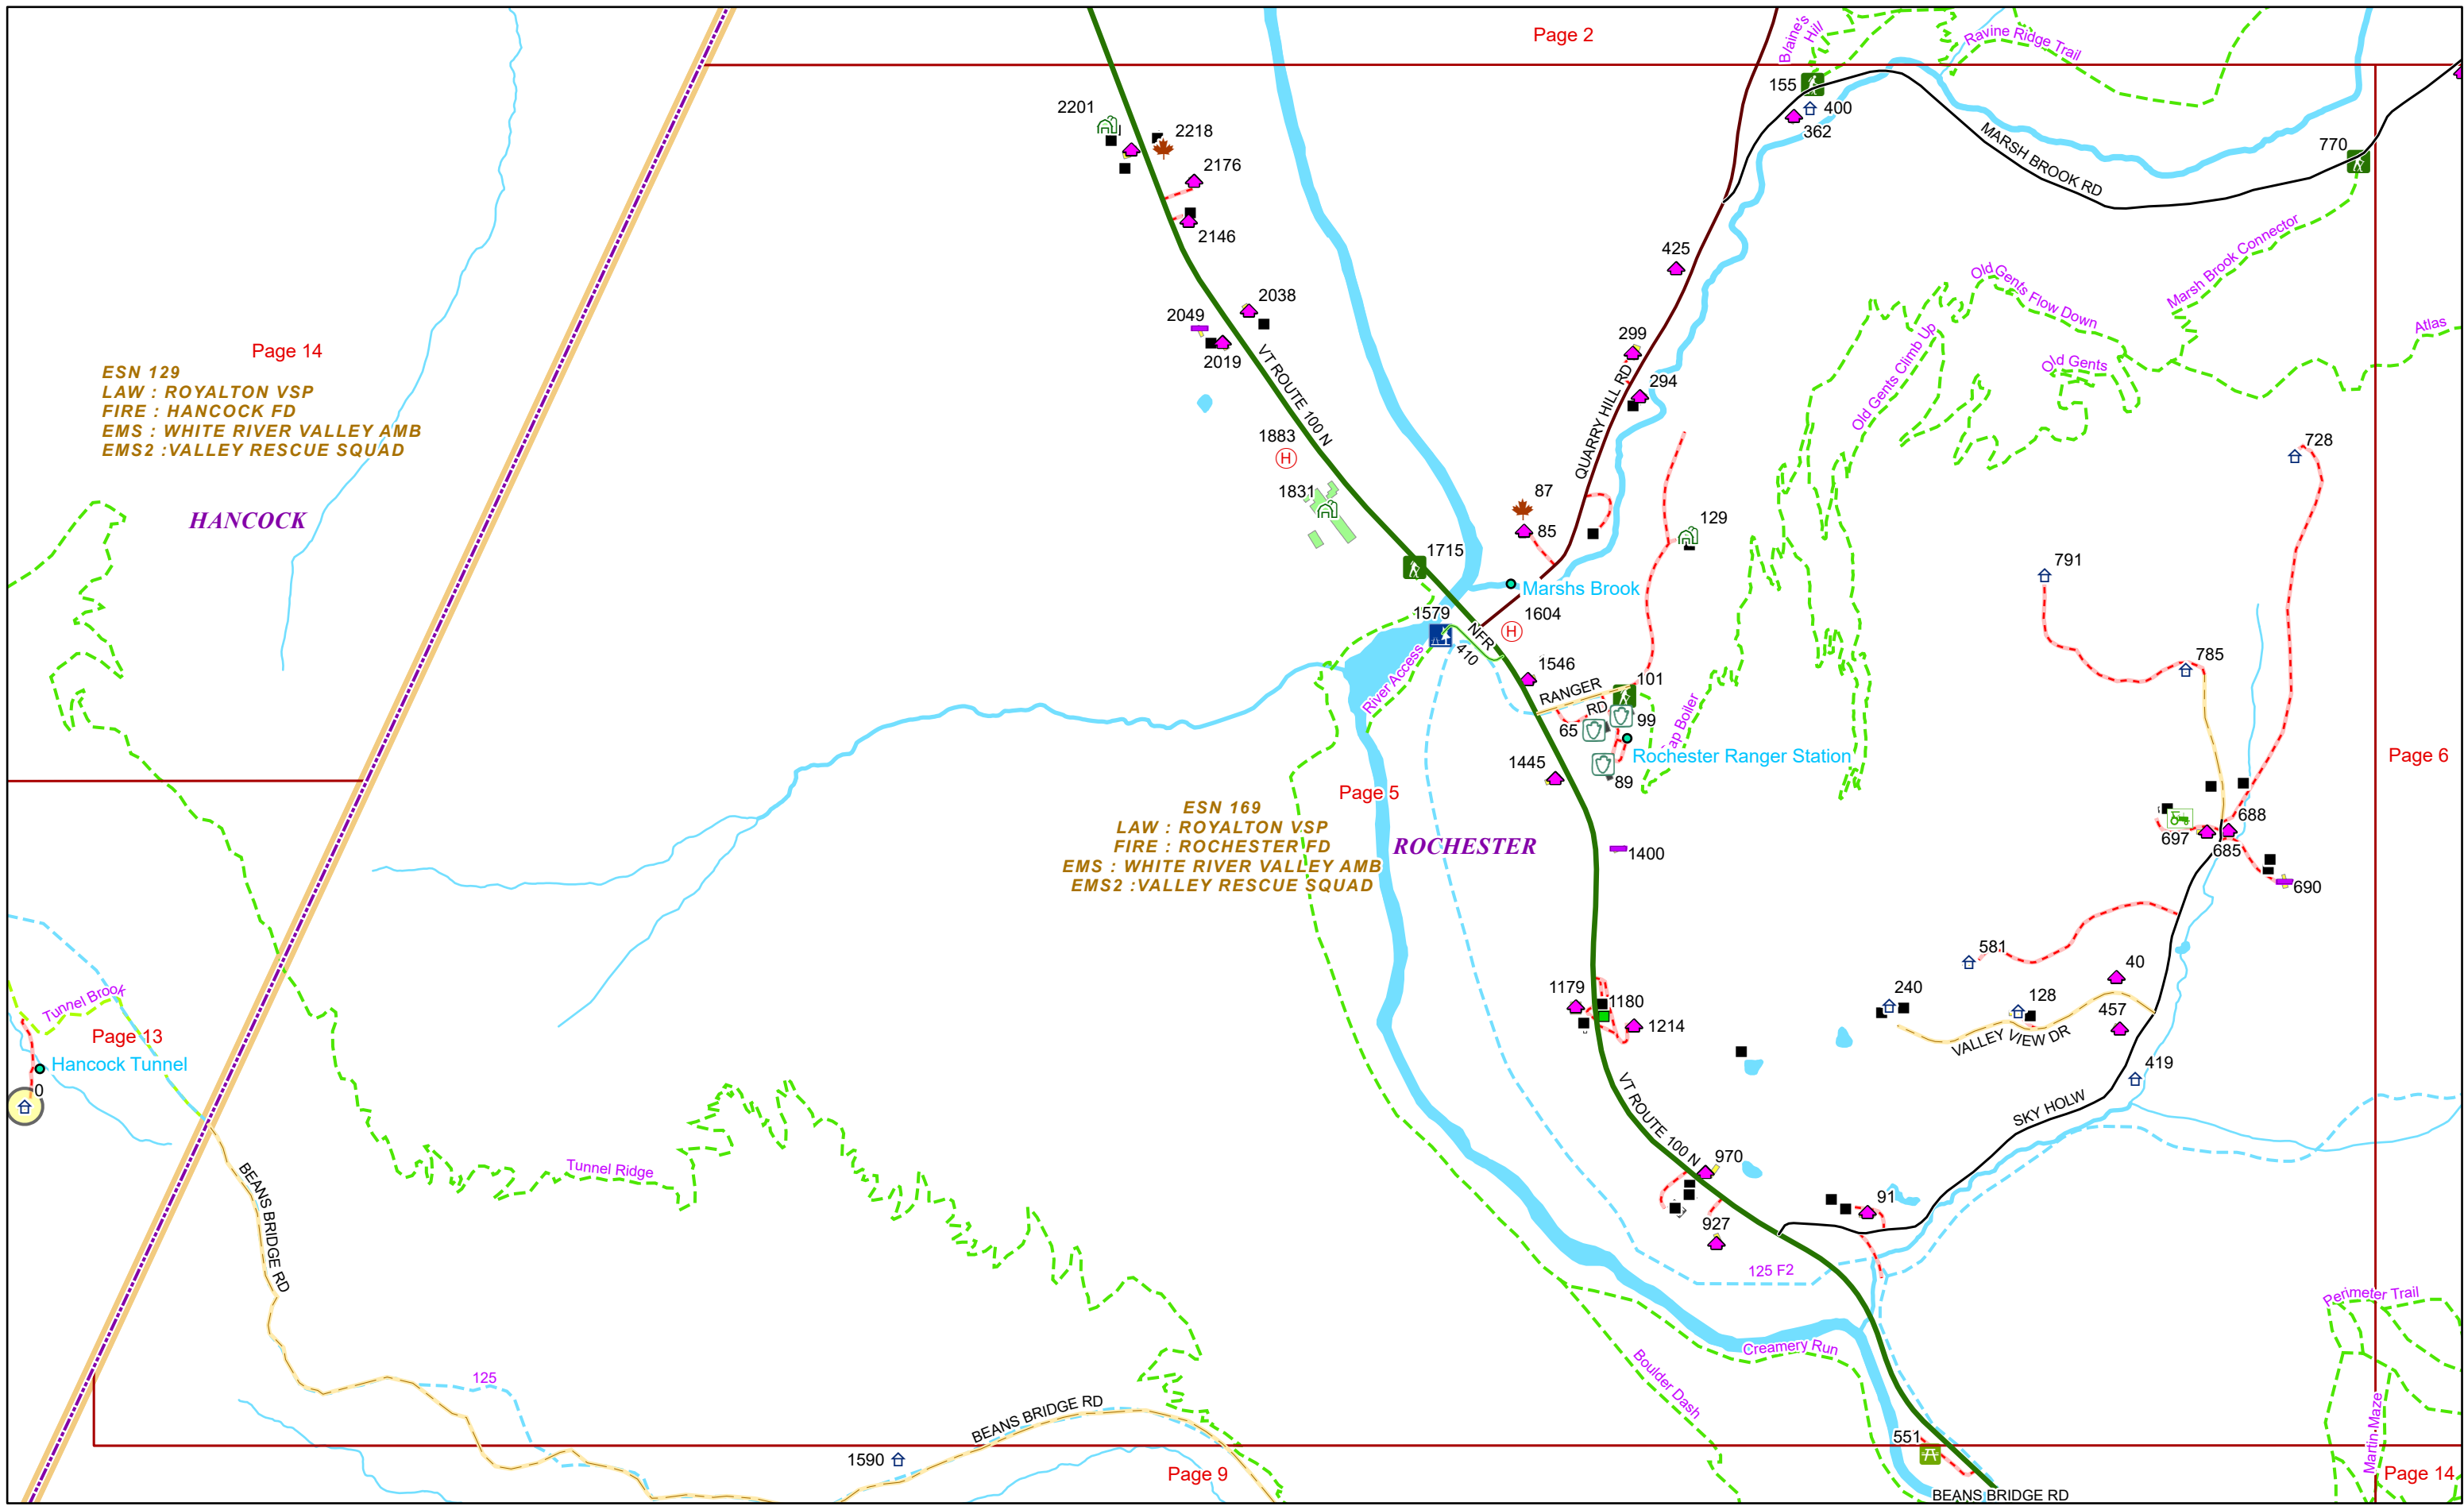 Page 2
Blaine's
Hill
Ravine Ridge Trail
155
400
362
MARSH BROOK RD
770
2201
2218
2176
2146
425
Marsh Brook Connector
Old Gents Flow Down
2038
2049
2019
VT ROUTE 100 N
299
294
QUARRY HILL RD
Old Gents Climb Up
Old Gents
Atlas
Page 14
ESN 129
LAW : ROYALTON VSP
FIRE : HANCOCK FD
EMS : WHITE RIVER VALLEY AMB
EMS2 :VALLEY RESCUE SQUAD
1883
H
1831
728
87
85
129
HANCOCK
1715
791
Marshs Brook
1579
1604
H
NFR
410
River Access
1546
785
RANGER
RD
101
65
99
Boiler
Rochester Ranger Station
89
1445
Page 6
Page 5
ESN 169
LAW : ROYALTON VSP
FIRE : ROCHESTER FD
EMS : WHITE RIVER VALLEY AMB
EMS2 :VALLEY RESCUE SQUAD
ROCHESTER
1400
688
697
685
690
581
40
240
128
457
VALLEY VIEW DR
419
1179
1180
1214
Tunnel Brook
Page 13
Hancock Tunnel
0
VT ROUTE 100 N
SKY HOLW
Tunnel Ridge
BEANS BRIDGE RD
970
91
927
125 F2
Perimeter Trail
Creamery Run
Boulder Dash
125
BEANS BRIDGE RD
Martin Maze
551
1590
Page 9
Page 14
BEANS BRIDGE RD